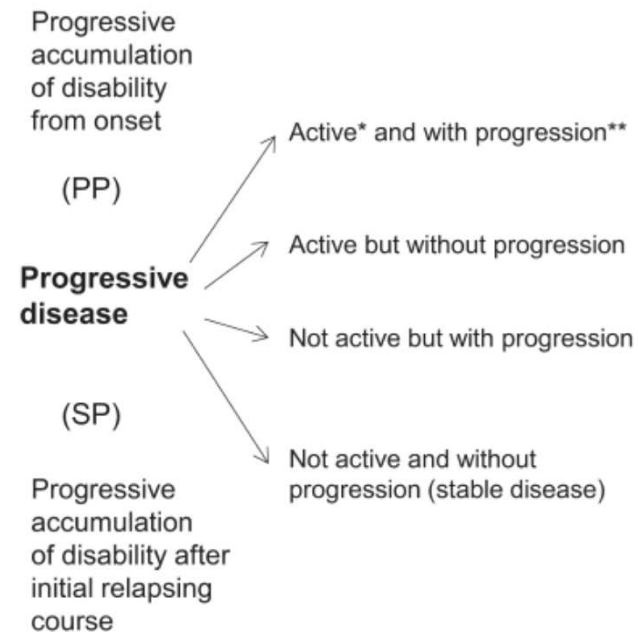 Progressive
accumulation
of disability
from onset
(PP)
Progressive
disease
(SP)
Progressive
accumulation
of disability after
initial relapsing
course
Active* and with progression**
Active but without progression
Not active but with progression
Not active and without
progression (stable disease)